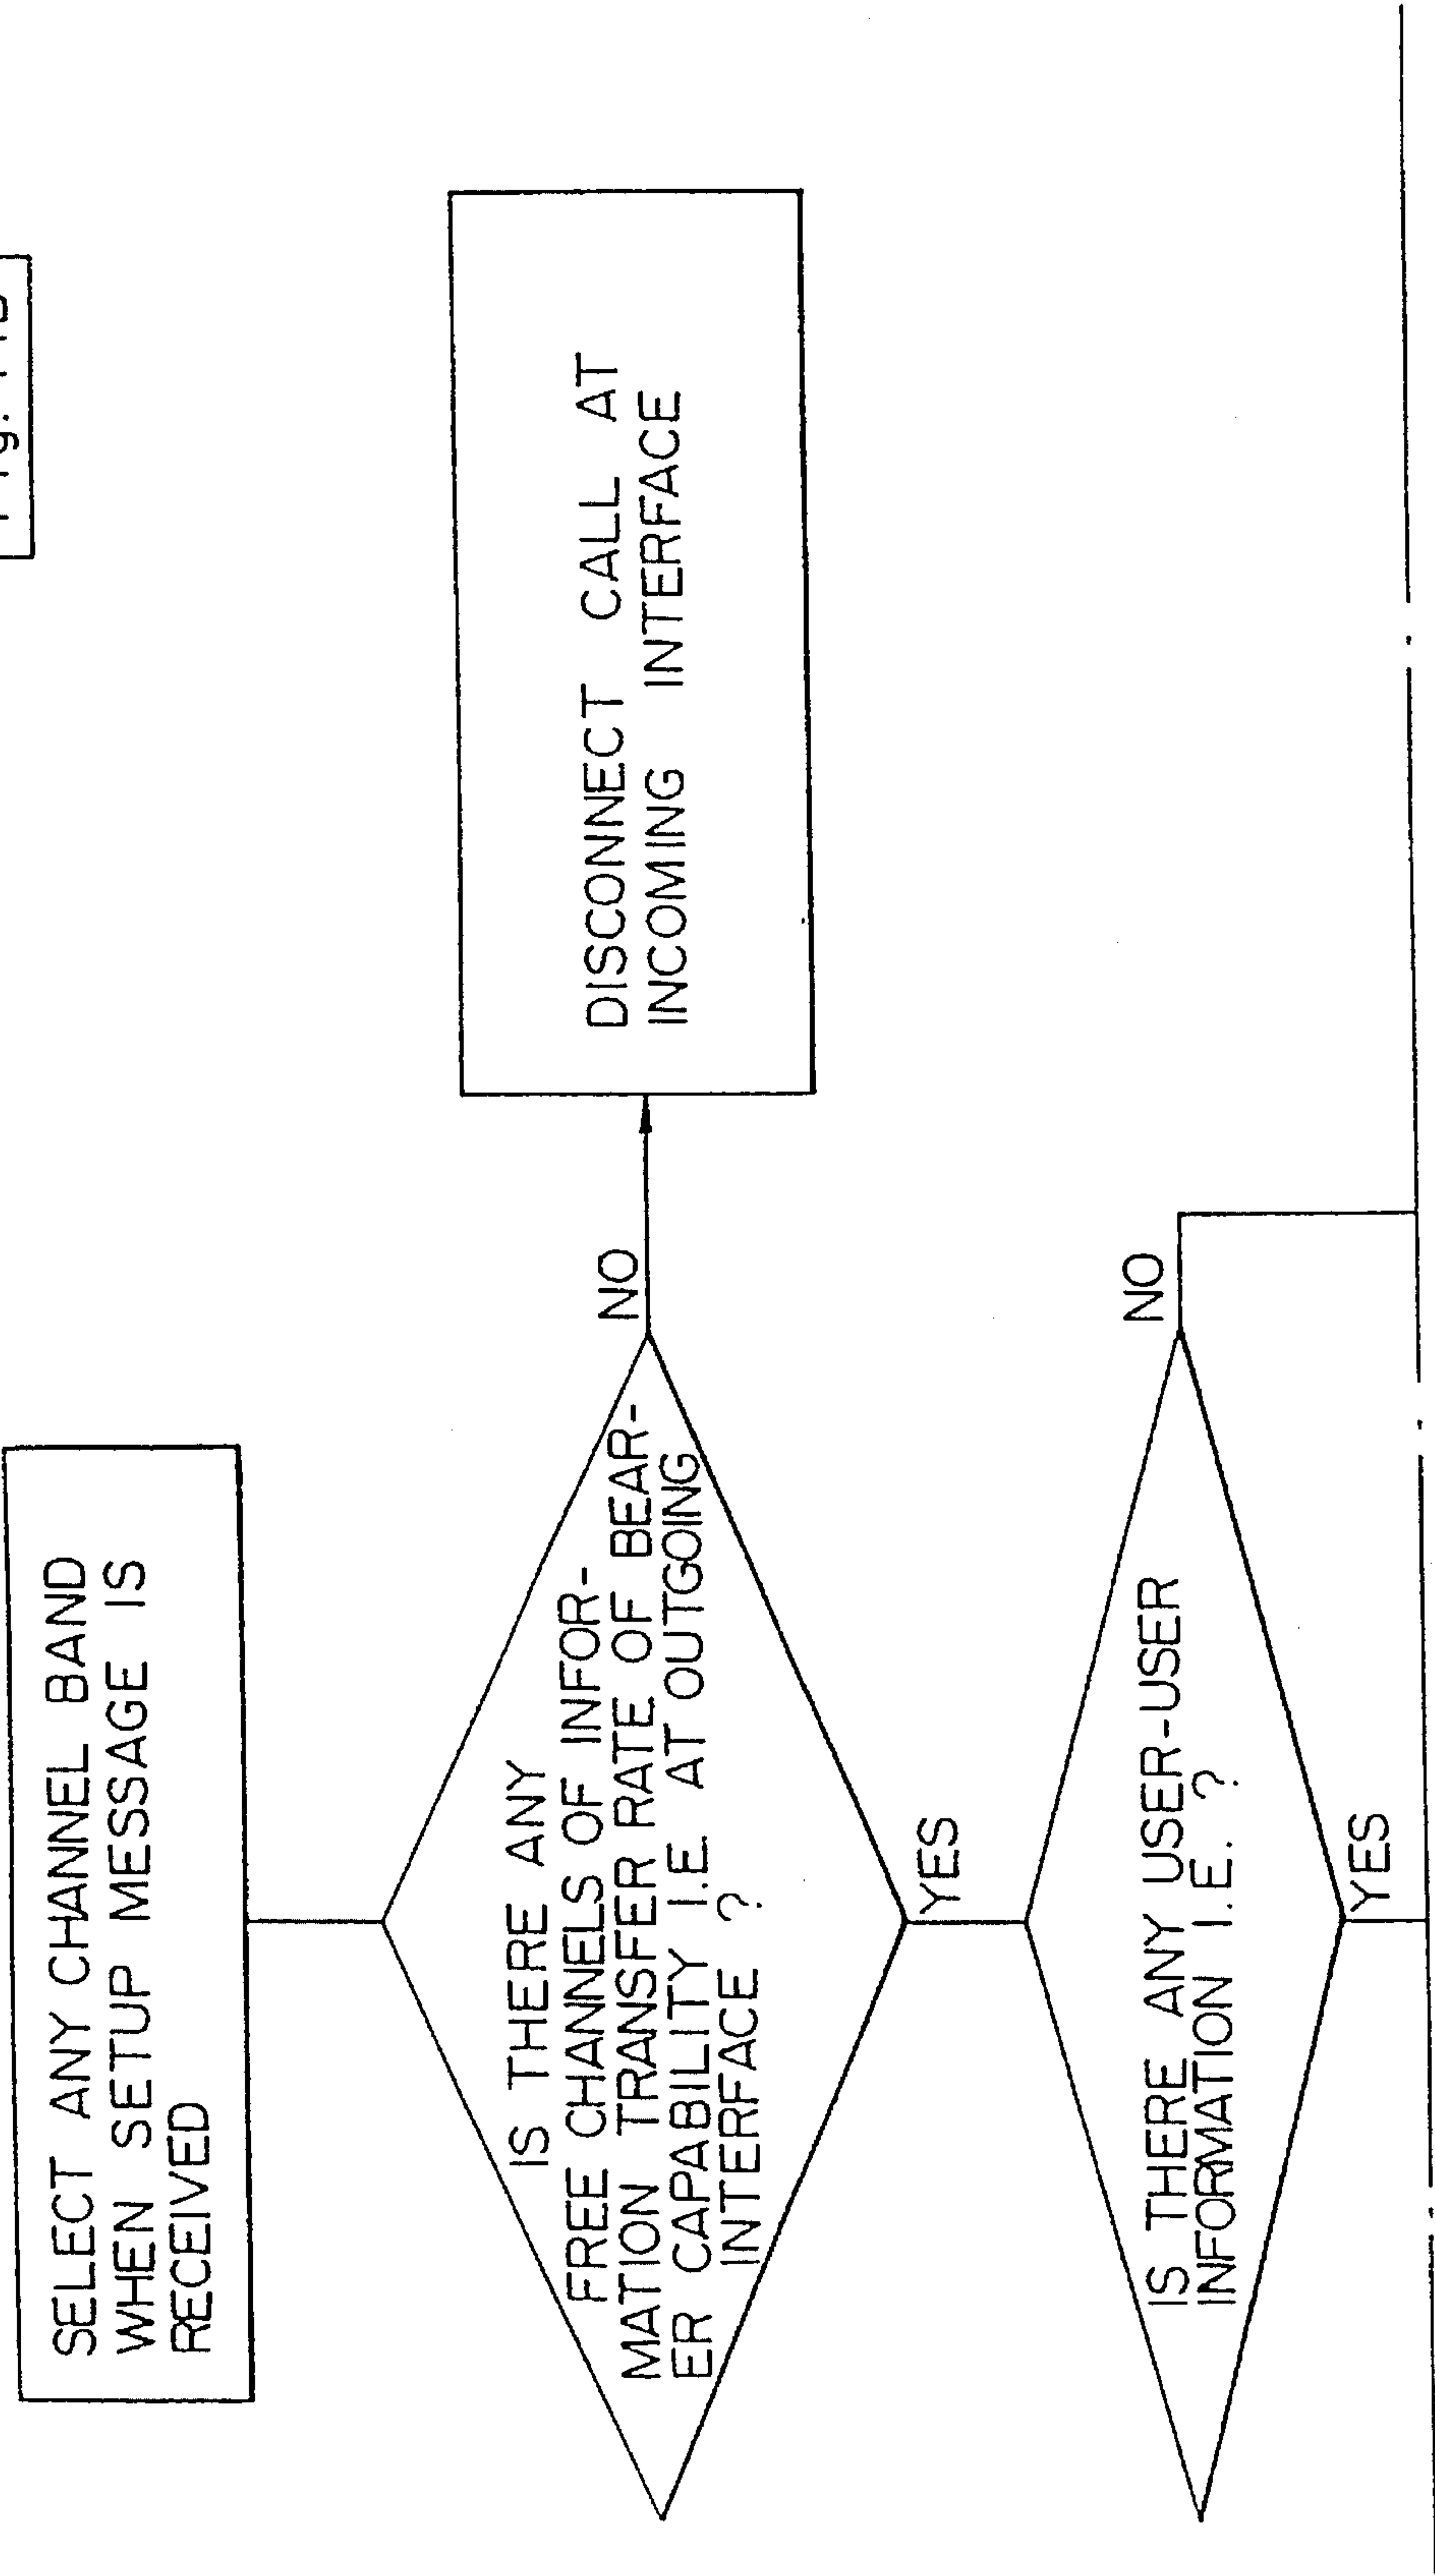 SELECT ANY CHANNEL BAND
WHEN SETUP MESSAGE IS
RECEIVED
IS THERE ANY
FREE CHANNELS OF INFOR-
MATION TRANSFER RATE OF BEAR-
ER CAPABILITY I.E. AT OUTGOING
INTERFACE ?
NO
DISCONNECT CALL AT
INCOMING INTERFACE
YES
IS THERE ANY USER-USER
INFORMATION I.E. ?
NO
YES